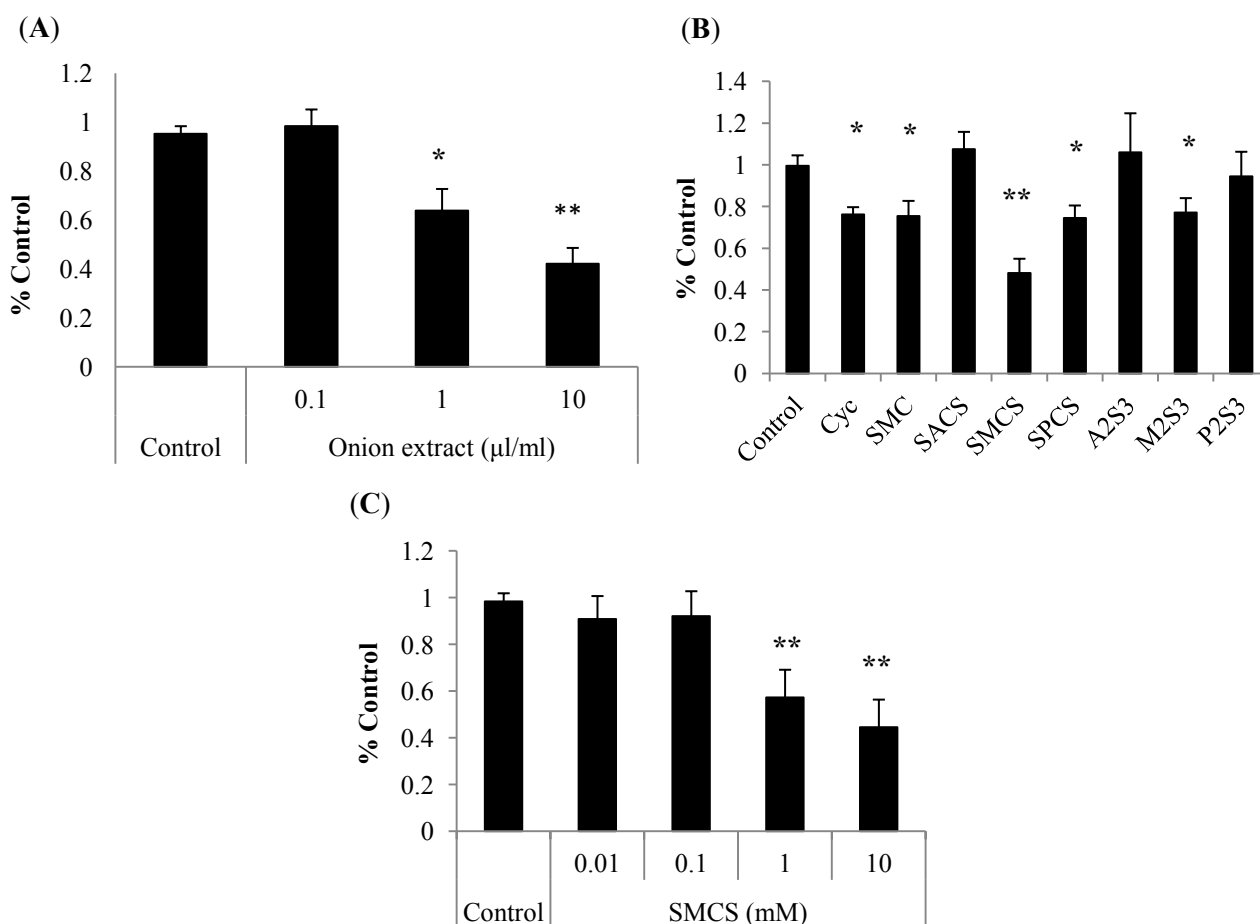 (A)
% Control
1.2
1
0.8
0.6
0.4
0.2
0
*
**
0.1 1 10
Control Onion extract (μl/ml)
(B)
% Control
1.4
1.2
1
0.8
0.6
0.4
0.2
0
* * ** * *
Control Cyc SMC SACS SMCS SPCS A2S3 M2S3 P2S3
(C)
% Control
1.2
1
0.8
0.6
0.4
0.2
0
** **
0.01 0.1 1 10
Control SMCS (mM)